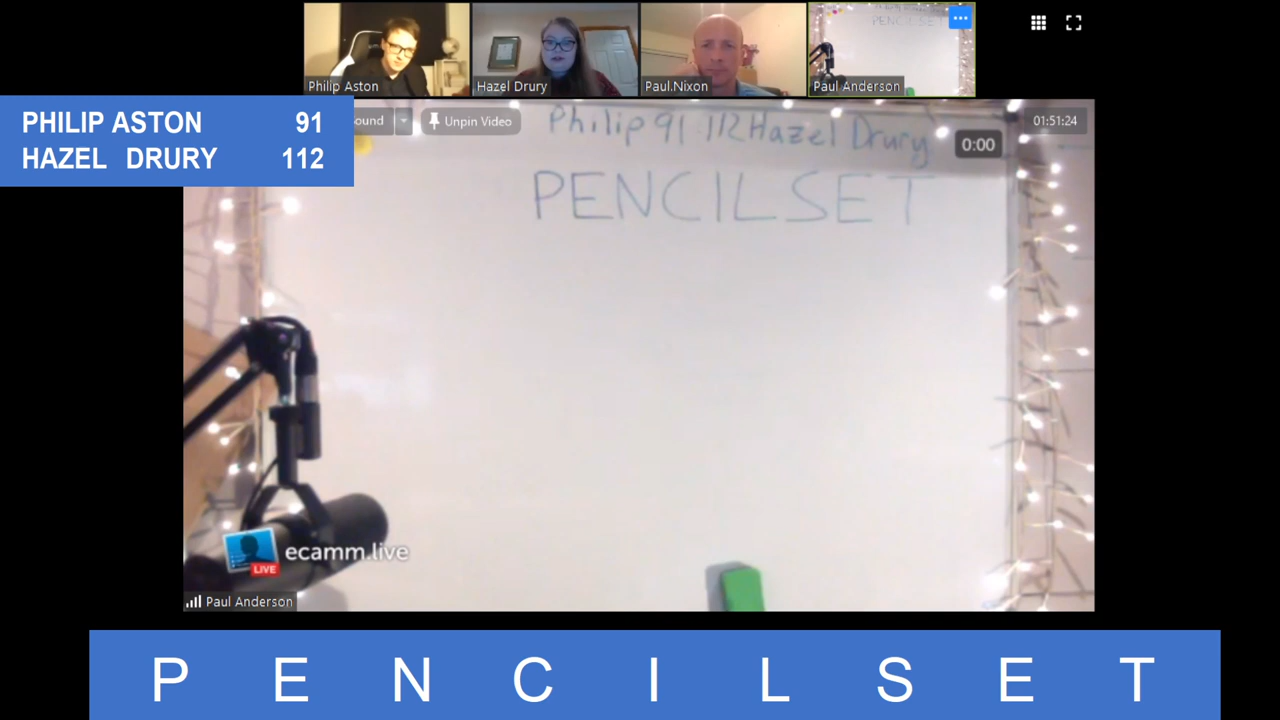 Philip Aston
Hazel Drury
Paul.Nixon
PENCILSET
Paul Anderson
PHILIP ASTON 91
HAZEL DRURY 112
ound
Unpin Video
Philip 91 112 Hazel Drury
0:00
01:51:24
PENCILSET
ecamm.live
LIVE
Paul Anderson
P E N C I L S E T